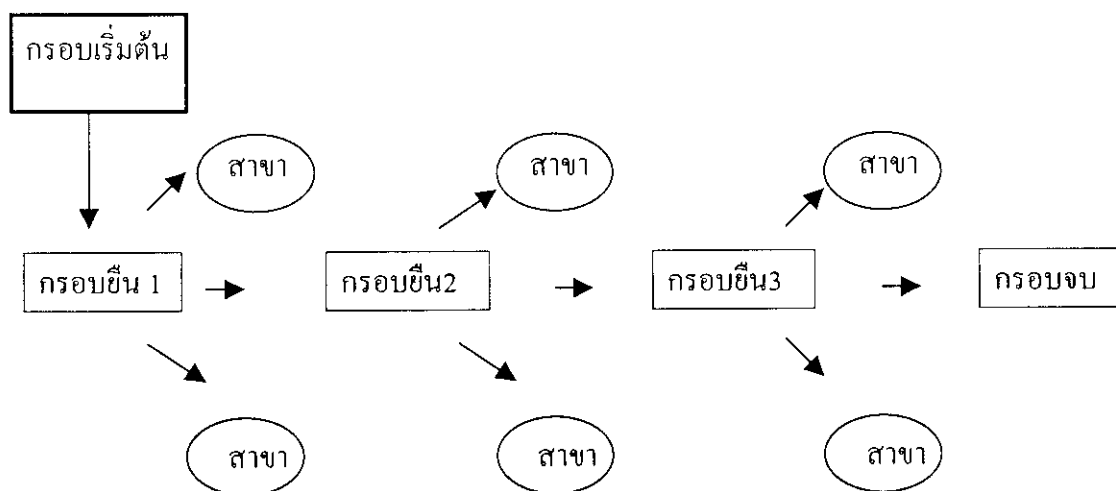 กรอบเริ่มต้น
สาขา
สาขา
สาขา
กรอบยืน 1
กรอบยืน2
กรอบยืน3
กรอบจบ
สาขา
สาขา
สาขา